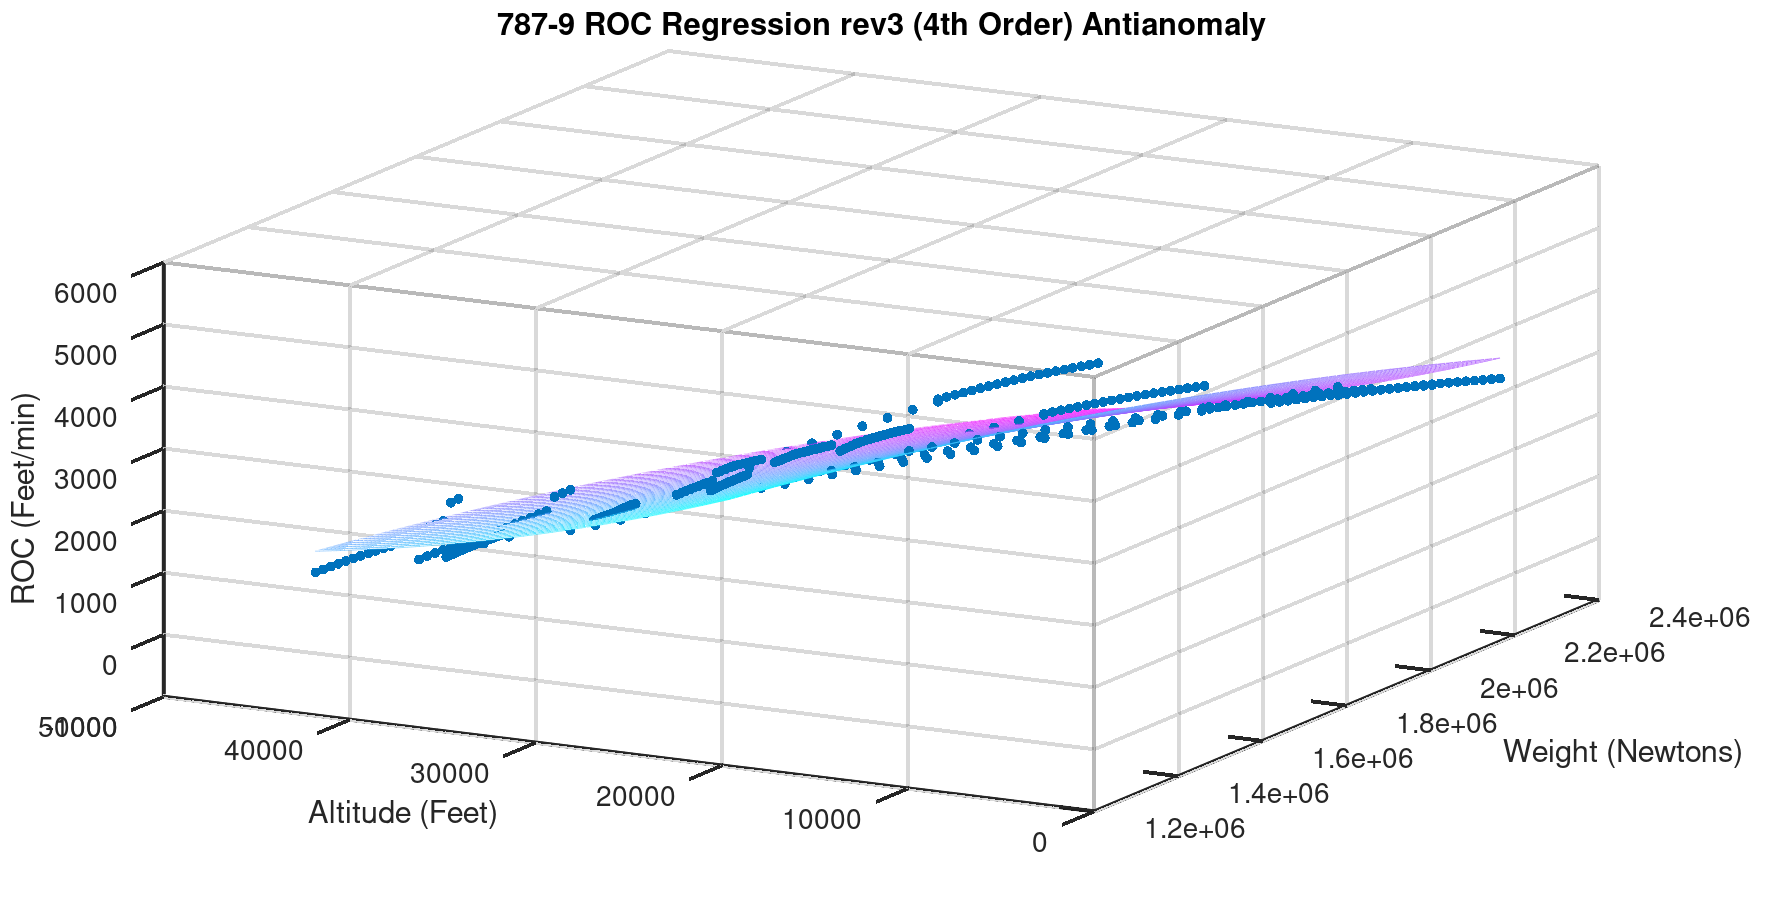 787-9 ROC Regression rev3 (4th Order) Antianomaly
6000
5000
4000
3000
2000
1000
0
-1000
ROC (Feet/min)
50000
40000
30000
20000
10000
0
Altitude (Feet)
2.4e+06
2.2e+06
2e+06
1.8e+06
1.6e+06
1.4e+06
1.2e+06
Weight (Newtons)